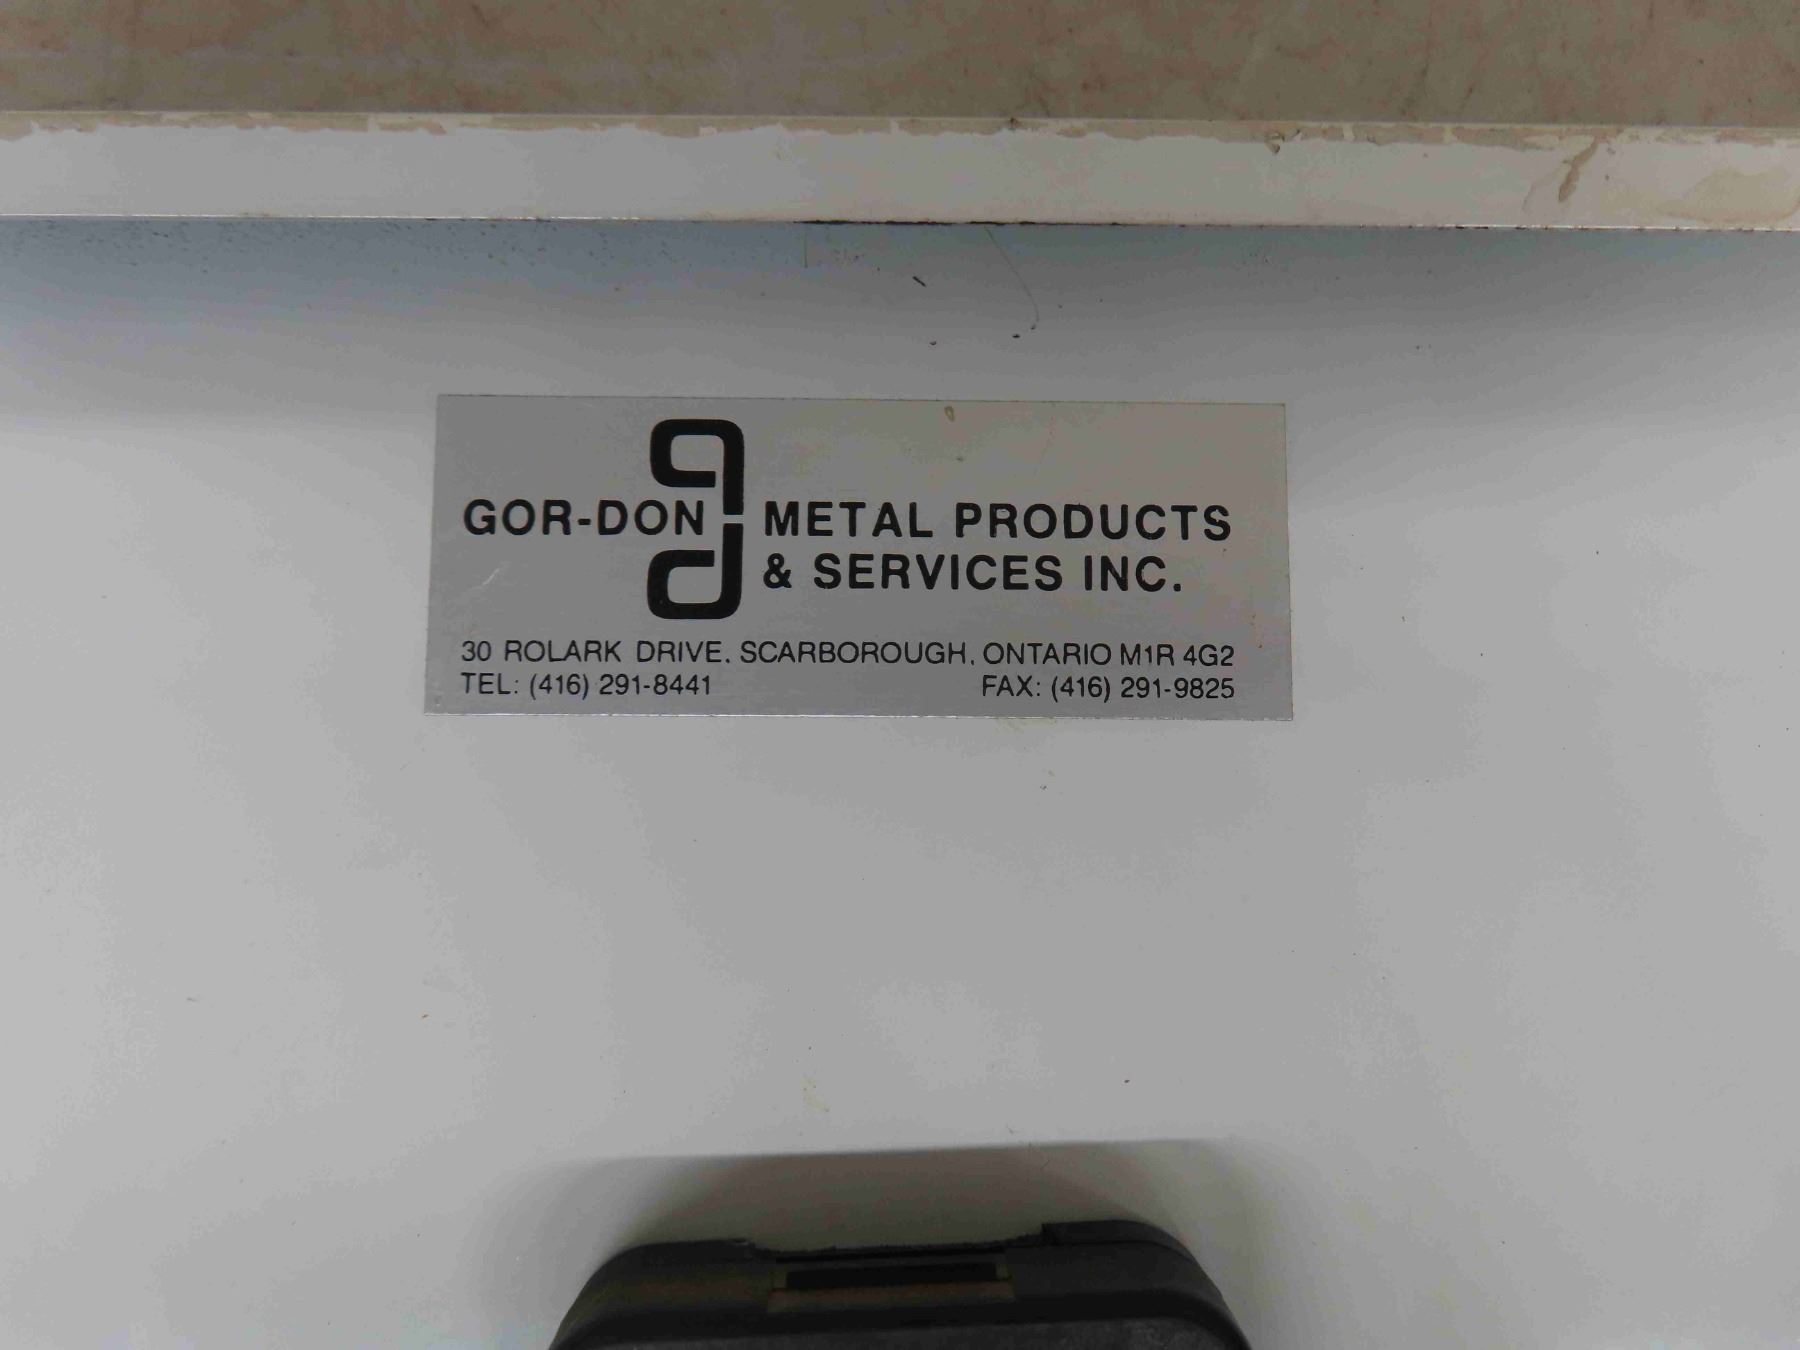 GOR-DON gd METAL PRODUCTS
& SERVICES INC.
30 ROLARK DRIVE, SCARBOROUGH, ONTARIO M1R 4G2
TEL: (416) 291-8441 FAX: (416) 291-9825